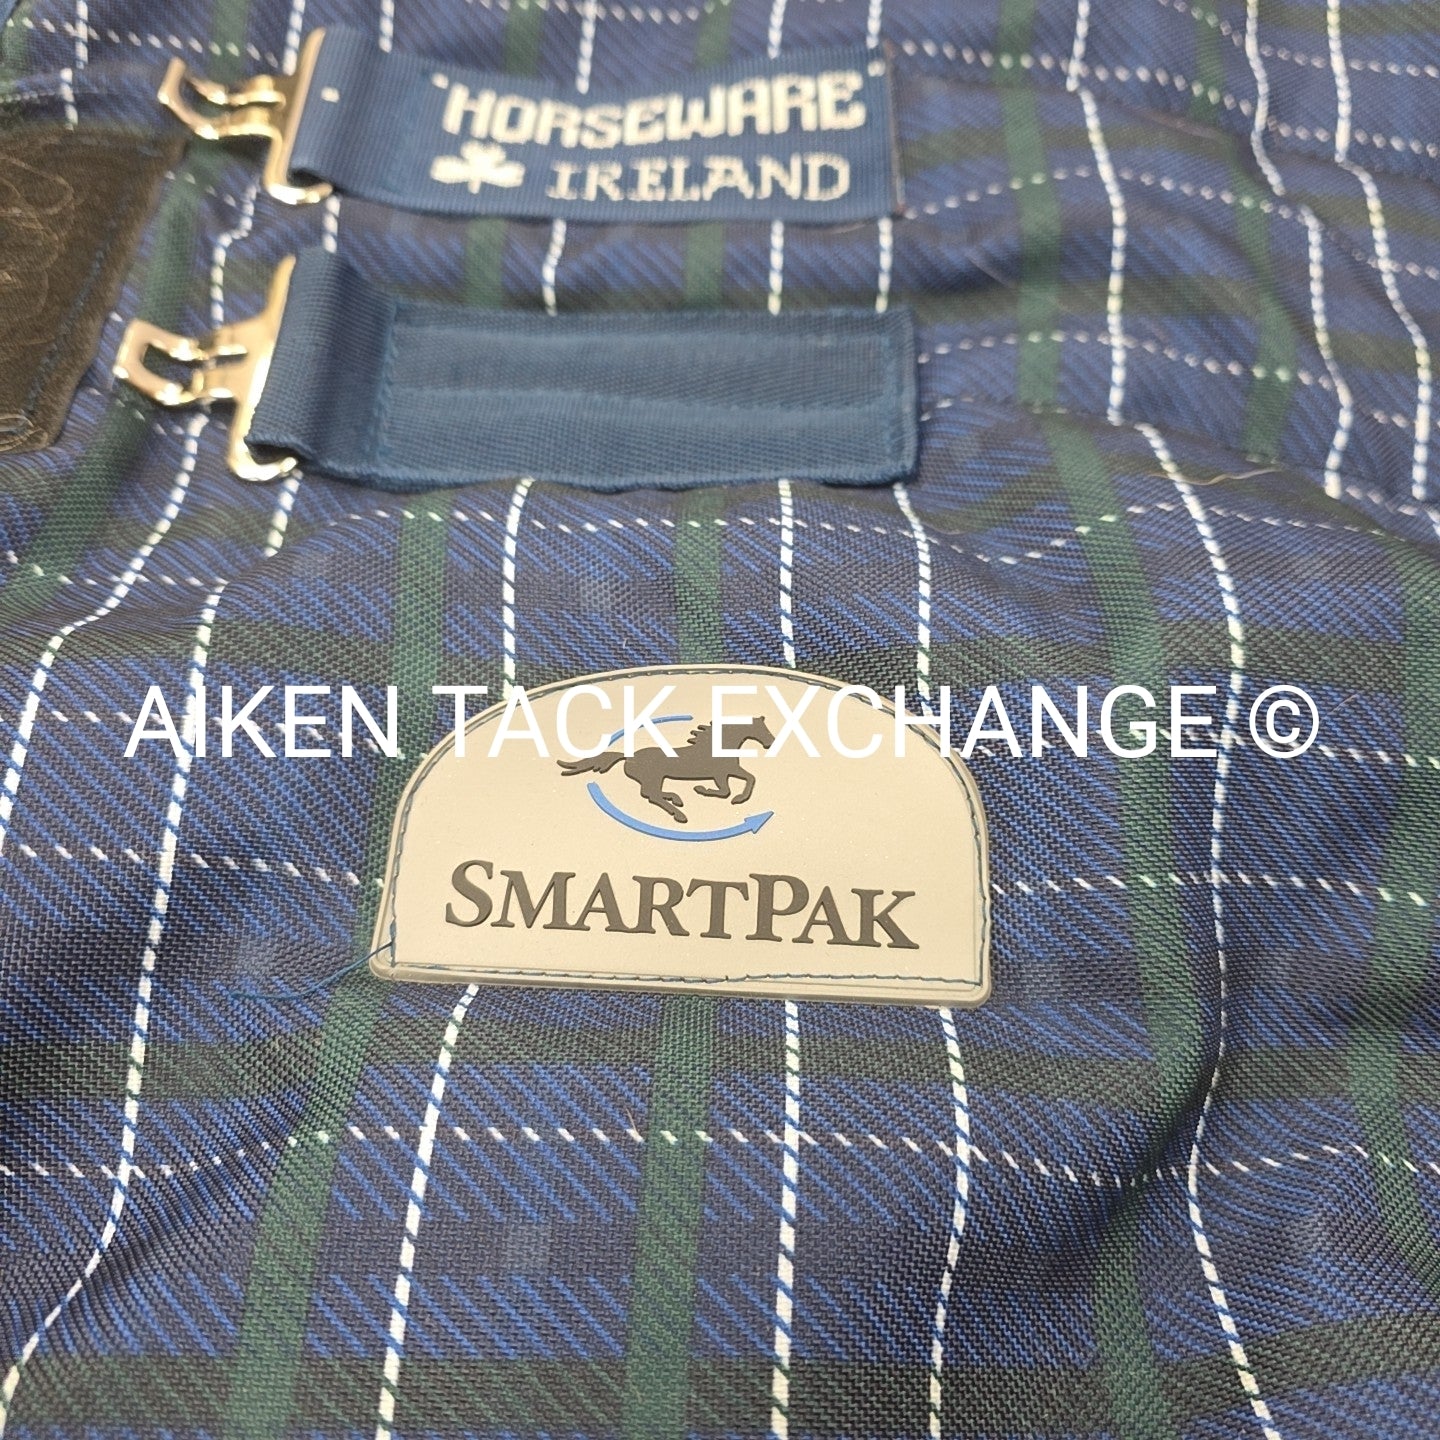 "HORSEWARE"
IRELAND
AIKEN TACK EXCHANGE ©
SMARTPAK